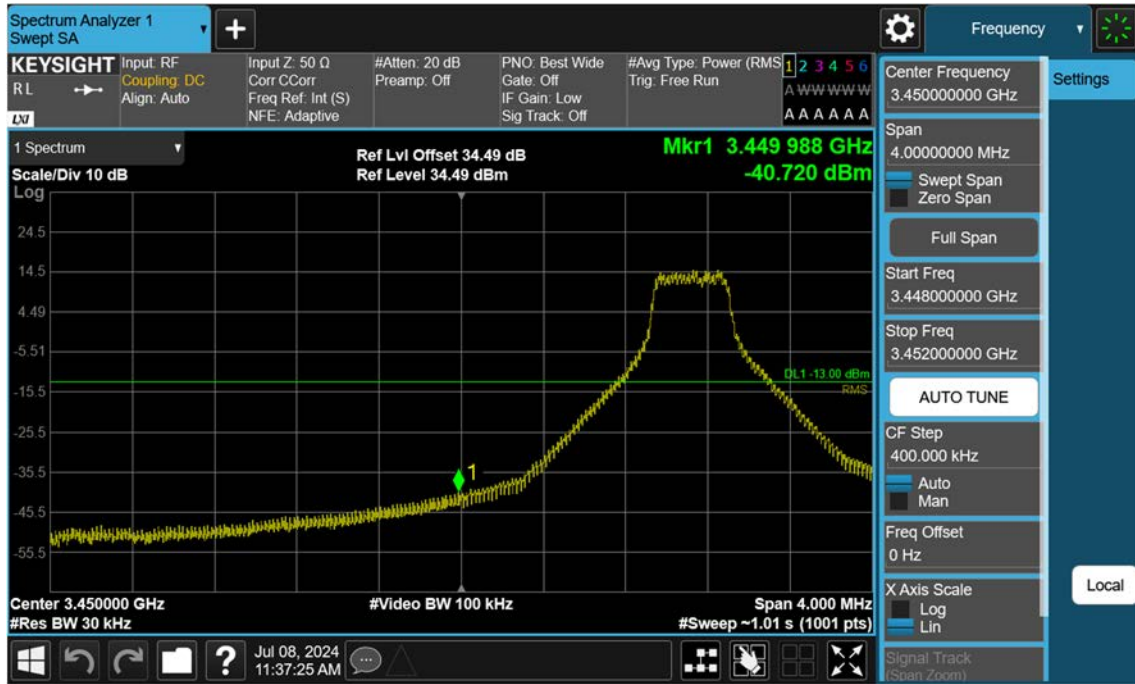 Spectrum Analyzer 1
Swept SA
+
Frequency
KEYSIGHT
RL
LXI
Input: RF
Coupling: DC
Align: Auto
Input Z: 50 Ω
Corr CCorr
Freq Ref: Int (S)
NFE: Adaptive
#Atten: 20 dB
Preamp: Off
PNO: Best Wide
Gate: Off
IF Gain: Low
Sig Track: Off
#Avg Type: Power (RMS
Trig: Free Run
1 2 3 4 5 6
A W W W W W
A A A A A A
1 Spectrum
Scale/Div 10 dB
Log
Ref Lvl Offset 34.49 dB
Ref Level 34.49 dBm
Mkr1 3.449 988 GHz
-40.720 dBm
24.5
14.5
4.49
-5.51
-15.5
-25.5
-35.5
-45.5
-55.5
DL1 -13.00 dBm
RMS
1
Center 3.450000 GHz
#Res BW 30 kHz
#Video BW 100 kHz
Span 4.000 MHz
#Sweep ~1.01 s (1001 pts)
Center Frequency
3.450000000 GHz
Settings
Span
4.00000000 MHz
Swept Span
Zero Span
Full Span
Start Freq
3.448000000 GHz
Stop Freq
3.452000000 GHz
AUTO TUNE
CF Step
400.000 kHz
Auto
Man
Freq Offset
0 Hz
X Axis Scale
Log
Lin
Local
Signal Track
(Span Zoom)
?
Jul 08, 2024
11:37:25 AM